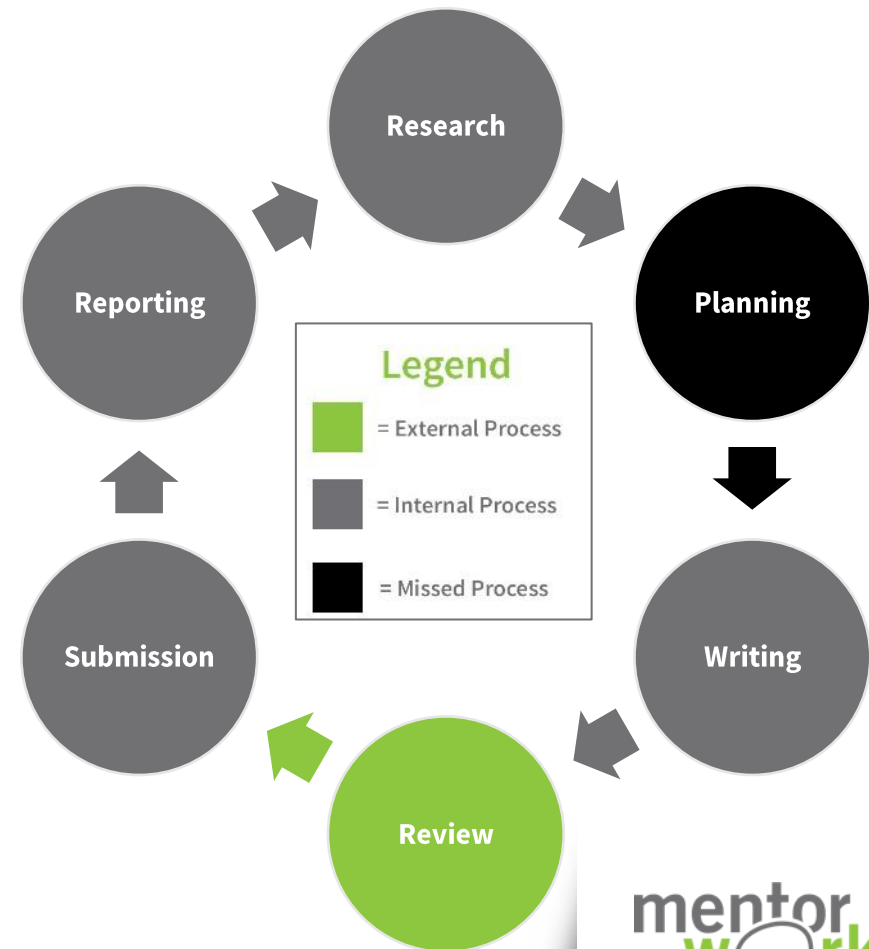 Research
Reporting
Planning
Legend
= External Process
= Internal Process
= Missed Process
Submission
Writing
Review
mentor